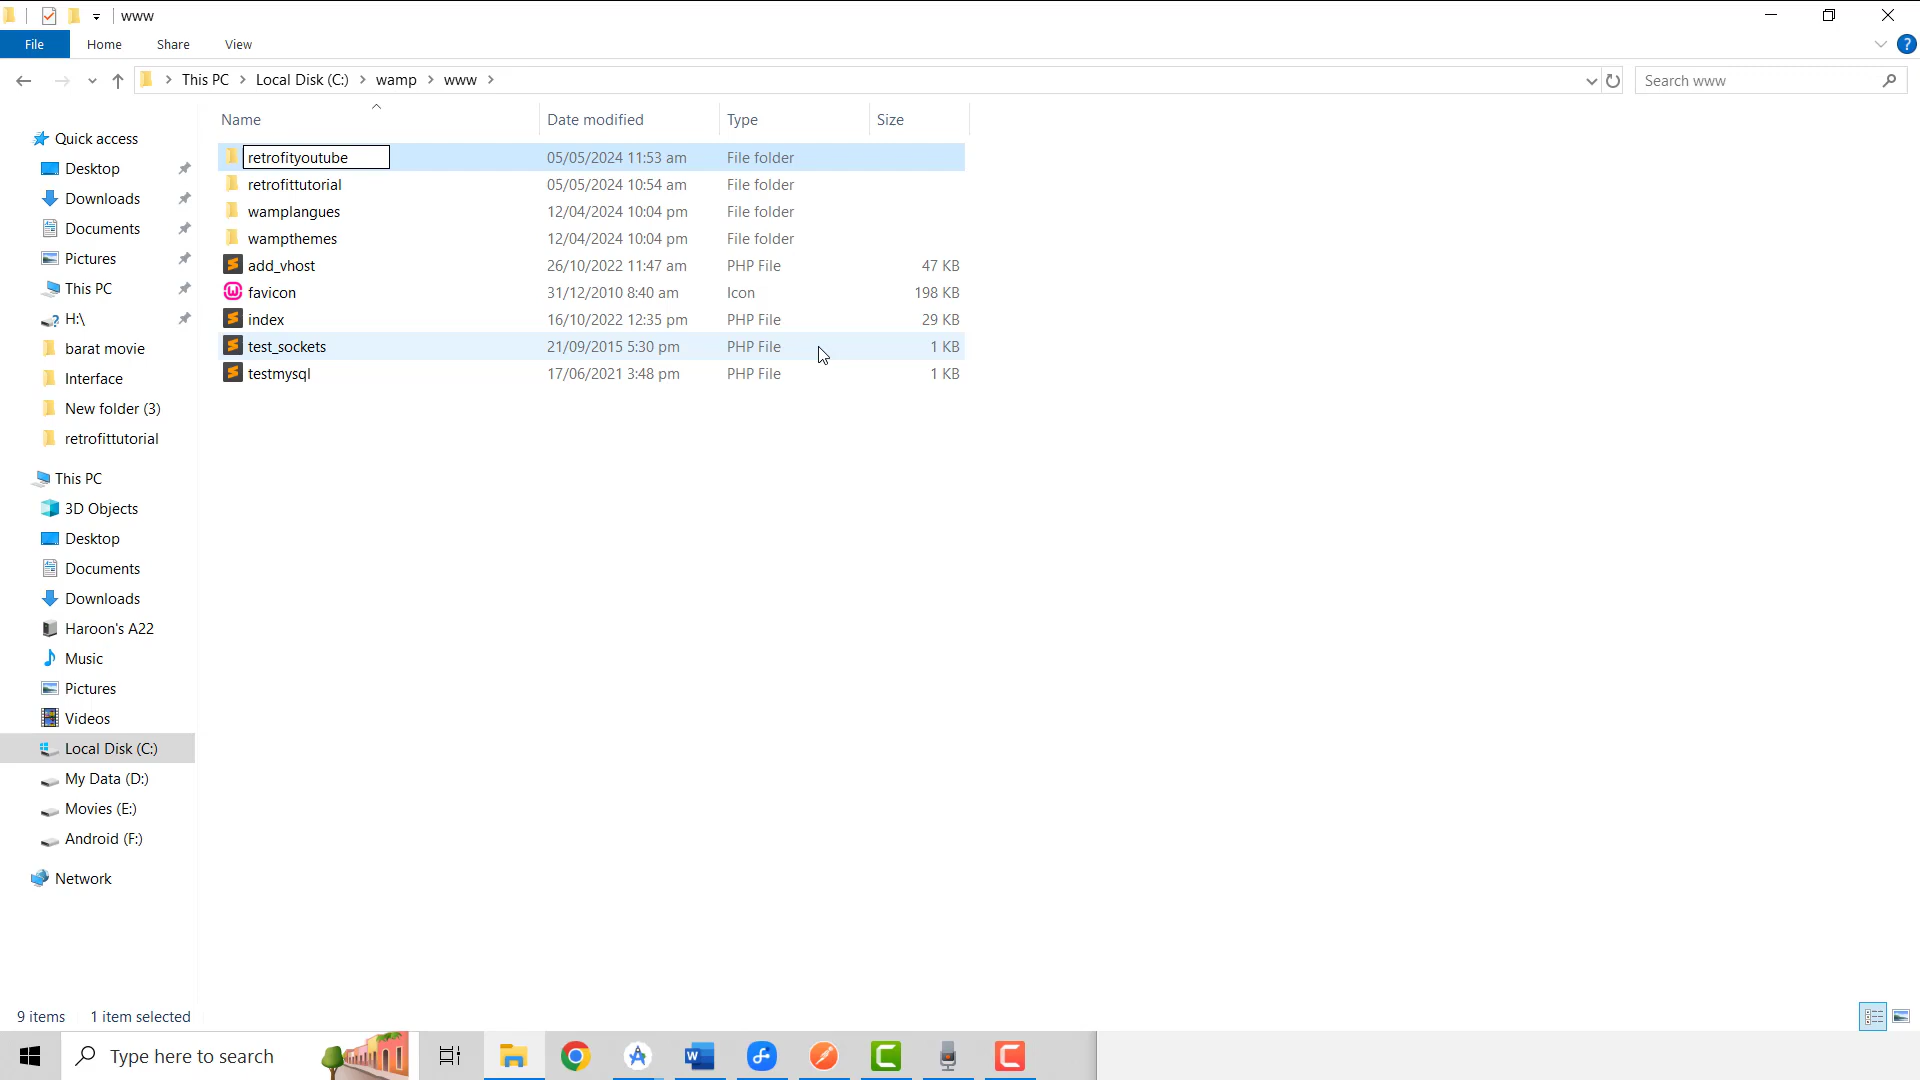 www
File
Home
Share
View
This PC
Local Disk (C:)
wamp
www
Search www
Name
Date modified
Type
Size
retrofityoutube
05/05/2024 11:53 am
File folder
retrofittutorial
05/05/2024 10:54 am
File folder
wamplangues
12/04/2024 10:04 pm
File folder
wampthemes
12/04/2024 10:04 pm
File folder
add_vhost
26/10/2022 11:47 am
PHP File
47 KB
favicon
31/12/2010 8:40 am
Icon
198 KB
index
16/10/2022 12:35 pm
PHP File
29 KB
test_sockets
21/09/2015 5:30 pm
PHP File
1 KB
testmysql
17/06/2021 3:48 pm
PHP File
1 KB
Quick access
Desktop
Downloads
Documents
Pictures
This PC
H:\
barat movie
Interface
New folder (3)
retrofittutorial
This PC
3D Objects
Desktop
Documents
Downloads
Haroon's A22
Music
Pictures
Videos
Local Disk (C:)
My Data (D:)
Movies (E:)
Android (F:)
Network
9 items
1 item selected
Type here to search